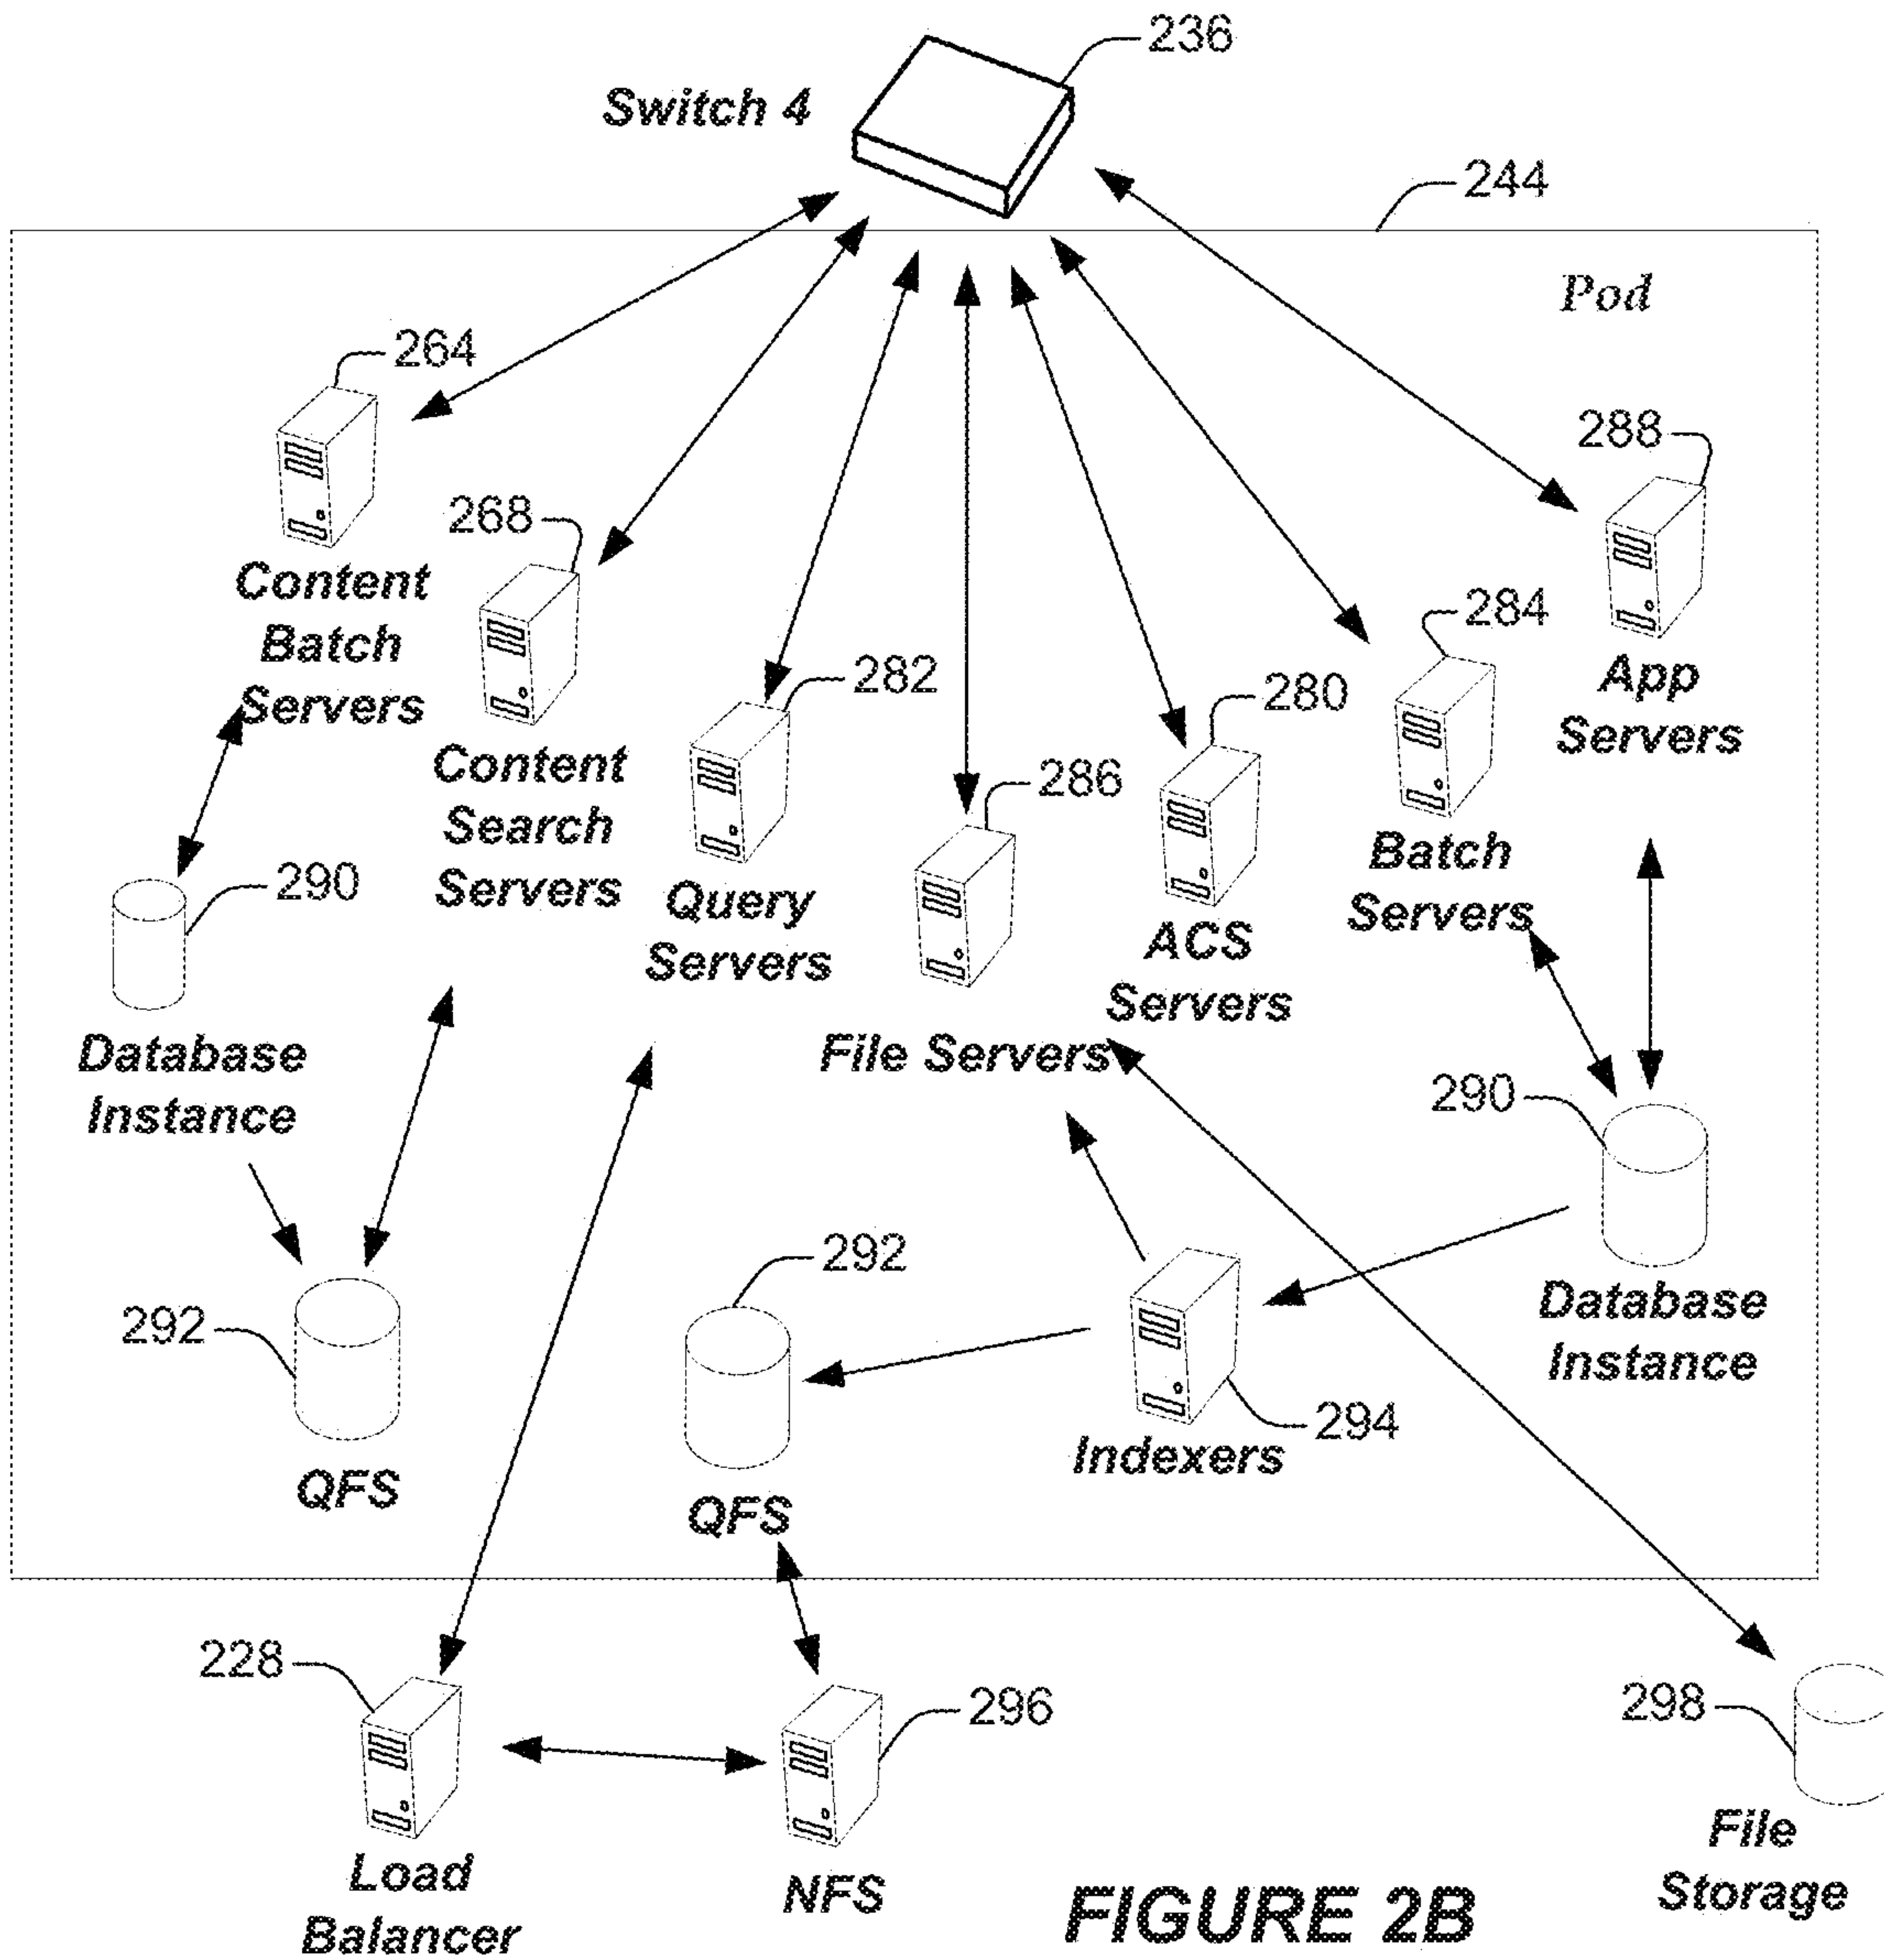 236
Switch 4
244
Pod
264
Content
Batch
Servers
268
Content
Search
Servers
282
Query
Servers
286
File Servers
280
ACS
Servers
284
Batch
Servers
288
App
Servers
290
Database
Instance
290
Database
Instance
292
QFS
292
QFS
294
Indexers
228
Load
Balancer
296
NFS
298
File
Storage
FIGURE 2B